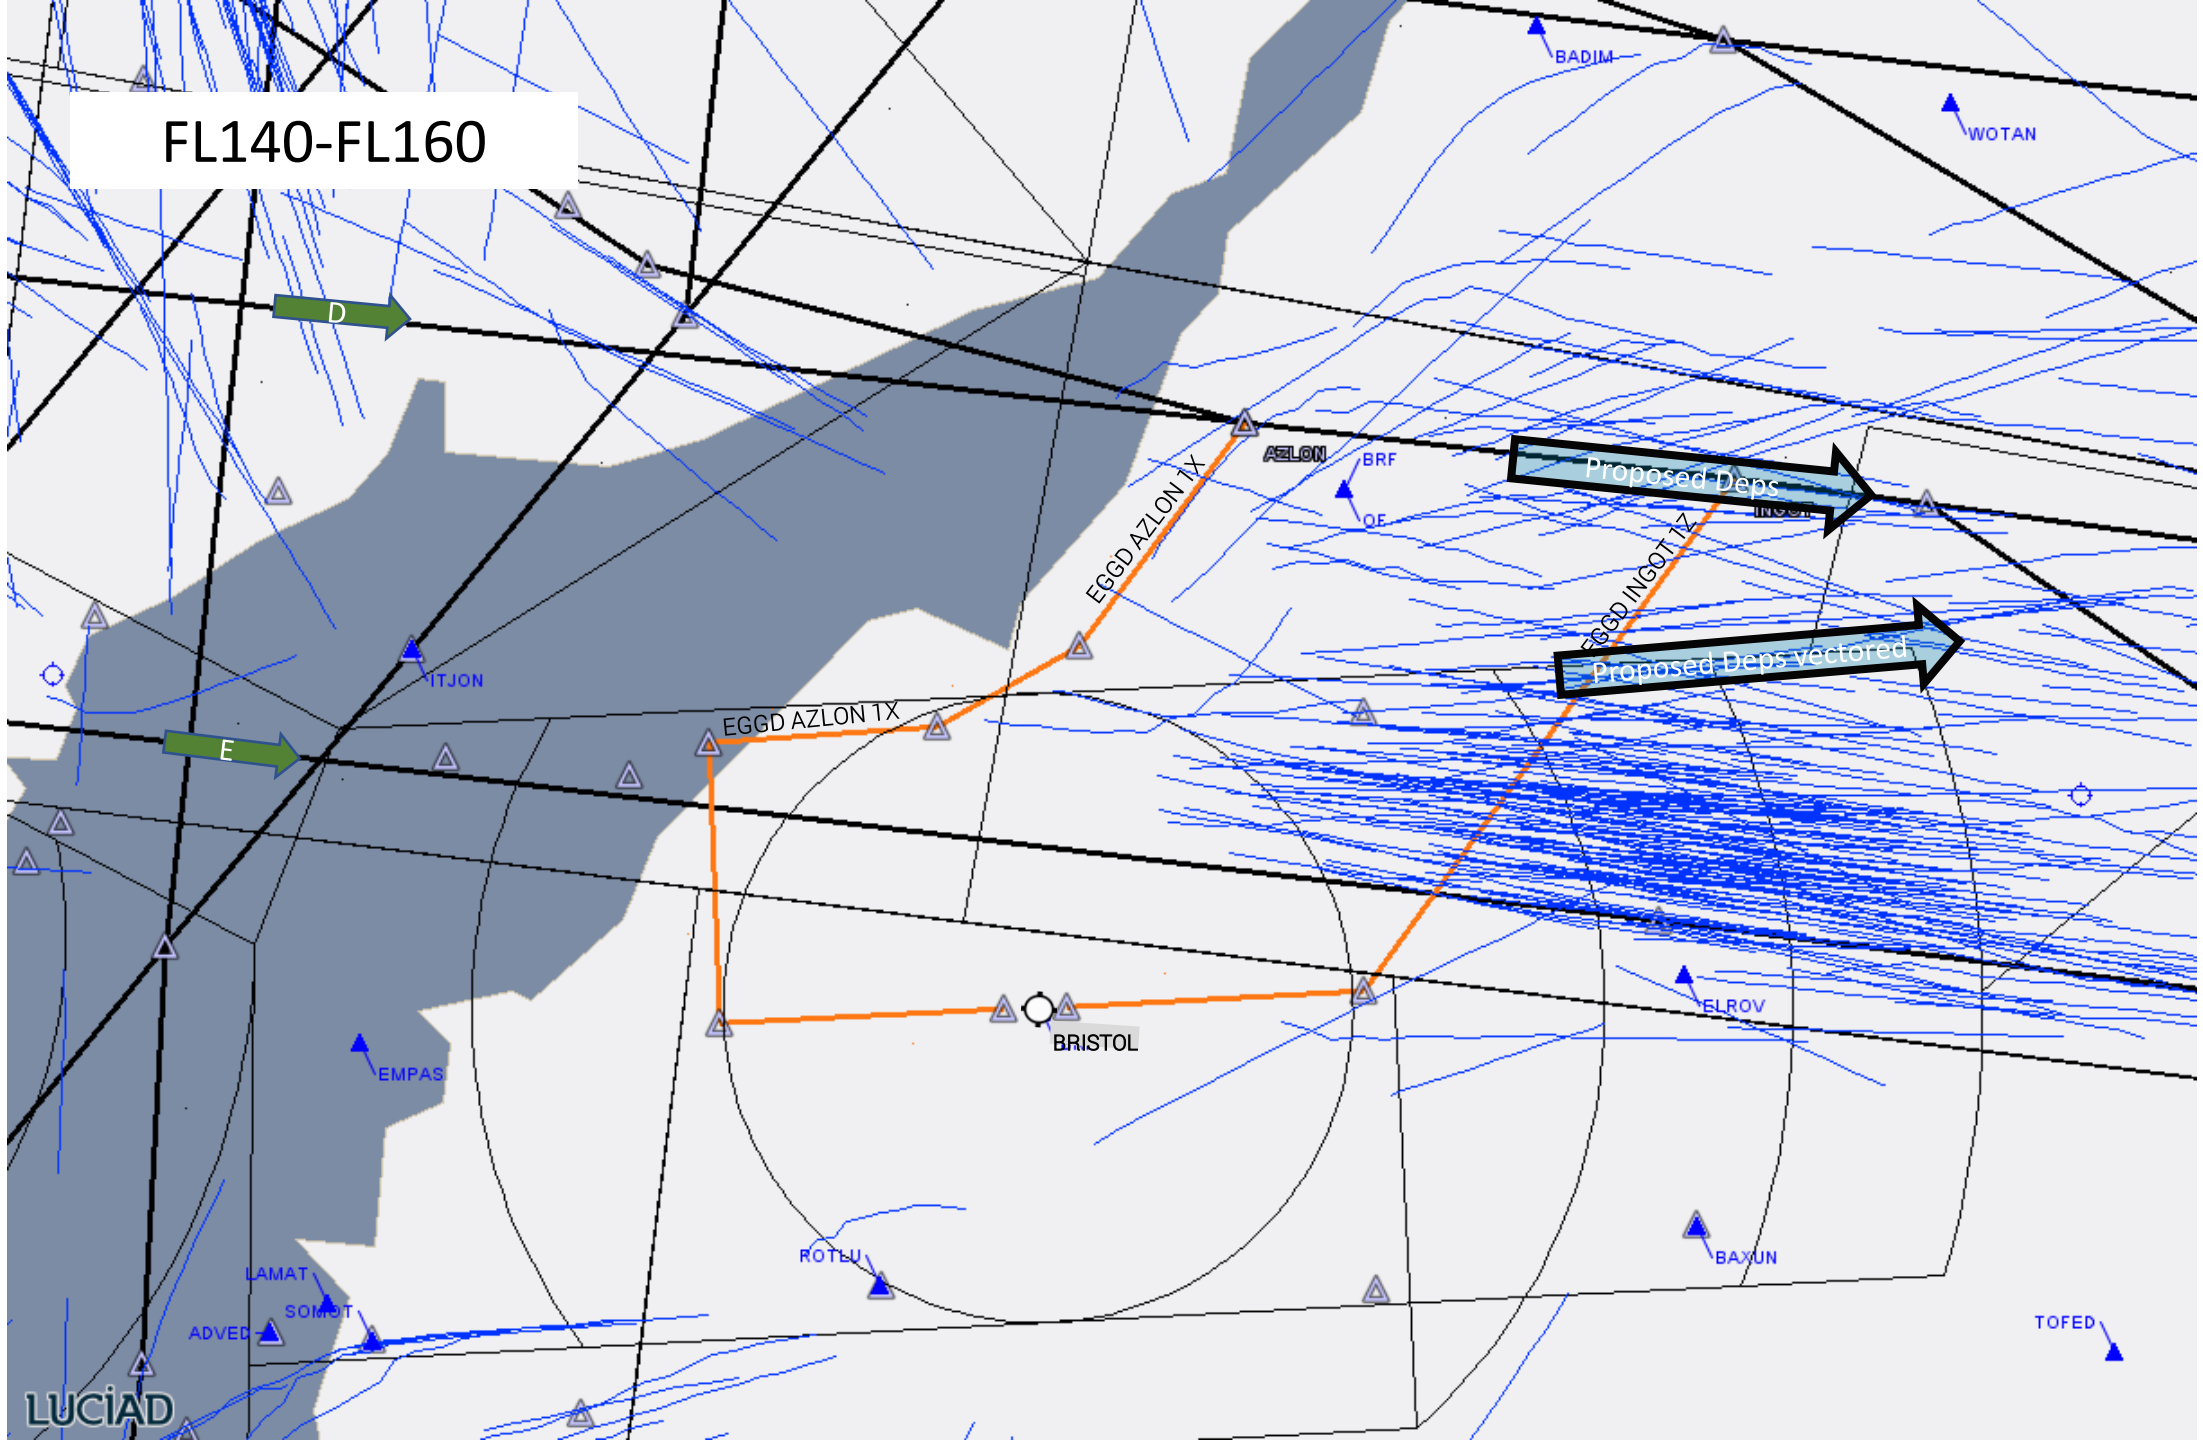 BADIM
WOTAN
FL140-FL160
D
AZLON
BRF
Proposed Deps
EGGD AZLON 1X
OF
EGGD INGOT 1Z
ITJON
Proposed Deps vectored
EGGD AZLON 1X
E
ELROV
BRISTOL
EMPAS
ROTLU
BAXUN
LAMAT
SOMOT
ADVED
TOFED
LUCIAD